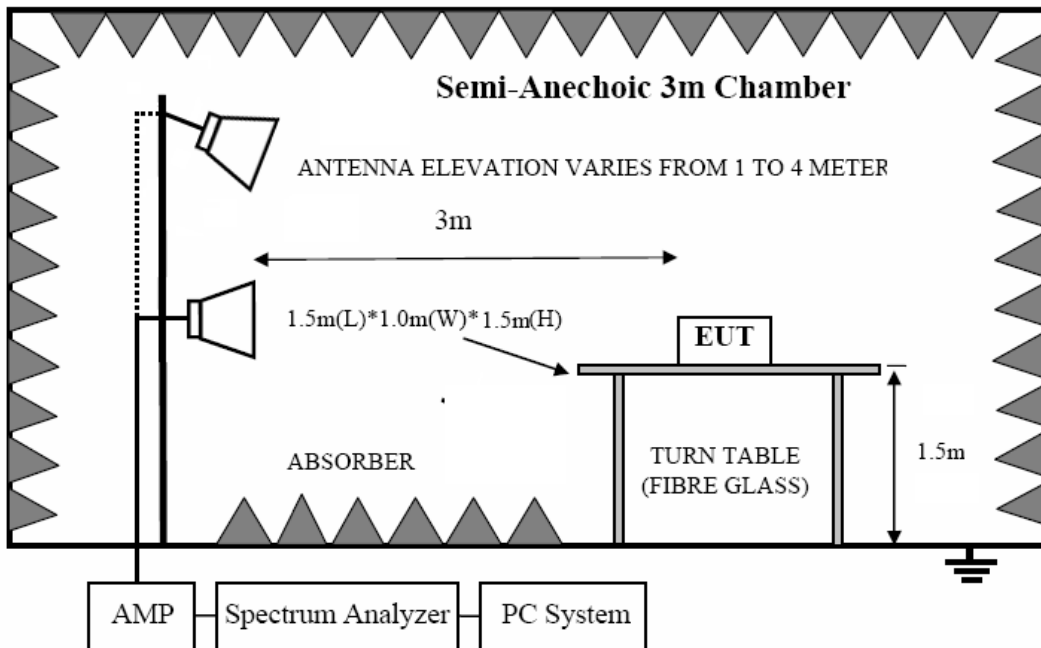 Semi-Anechoic 3m Chamber
ANTENNA ELEVATION VARIES FROM 1 TO 4 METER
3m
1.5m(L)*1.0m(W)*1.5m(H)
EUT
ABSORBER
TURN TABLE
(FIBRE GLASS)
1.5m
AMP
Spectrum Analyzer
PC System